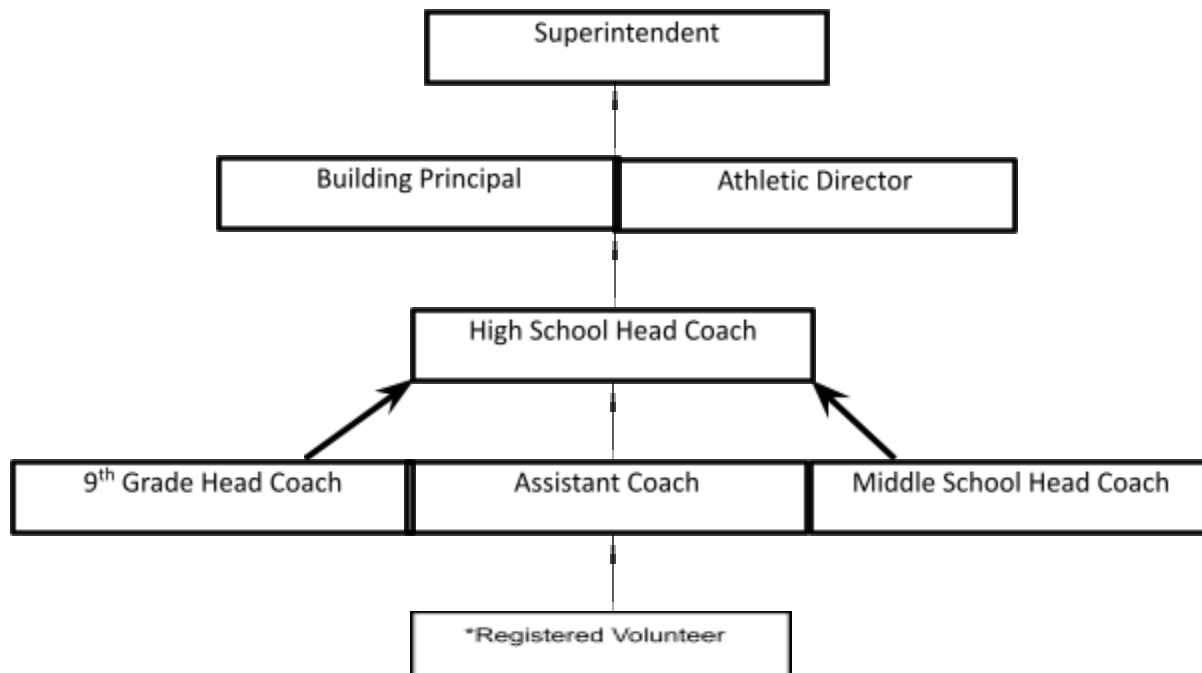 Superintendent
Building Principal
Athletic Director
High School Head Coach
9th Grade Head Coach
Assistant Coach
Middle School Head Coach
*Registered Volunteer